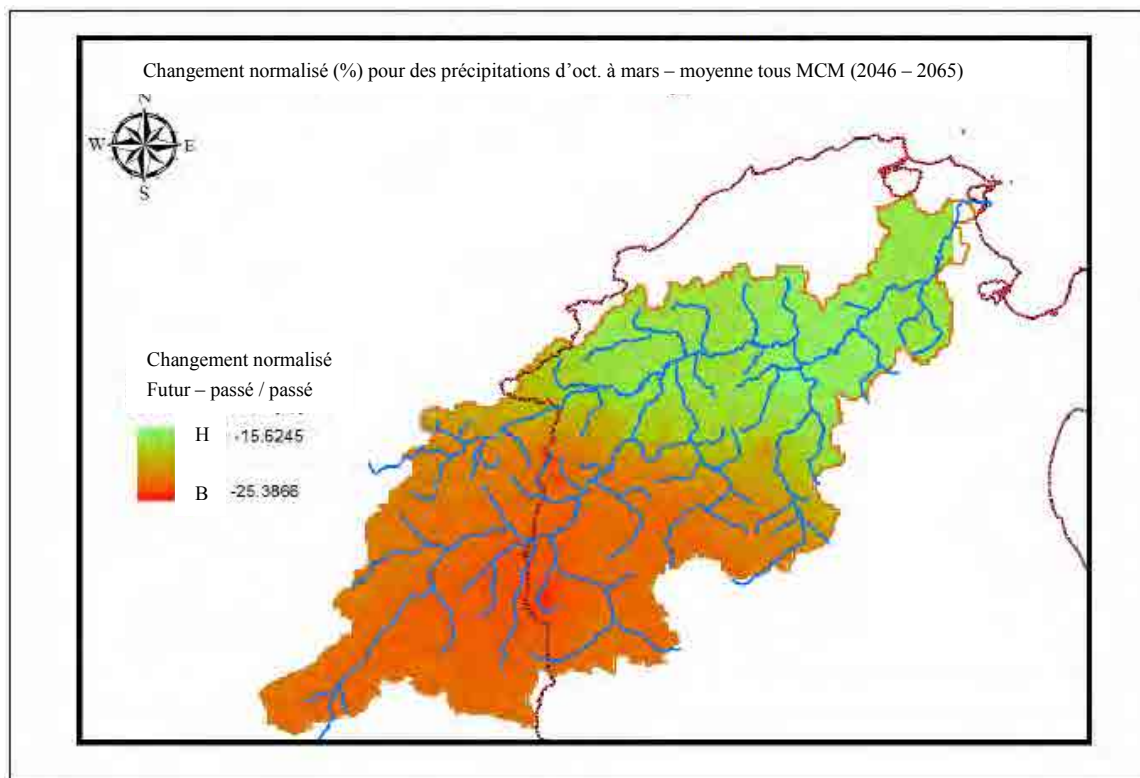 Changement normalisé (%) pour des précipitations d’oct. à mars – moyenne tous MCM (2046 – 2065)
N
W E
S
Changement normalisé
Futur – passé / passé
H -15.6245
B -25.3866